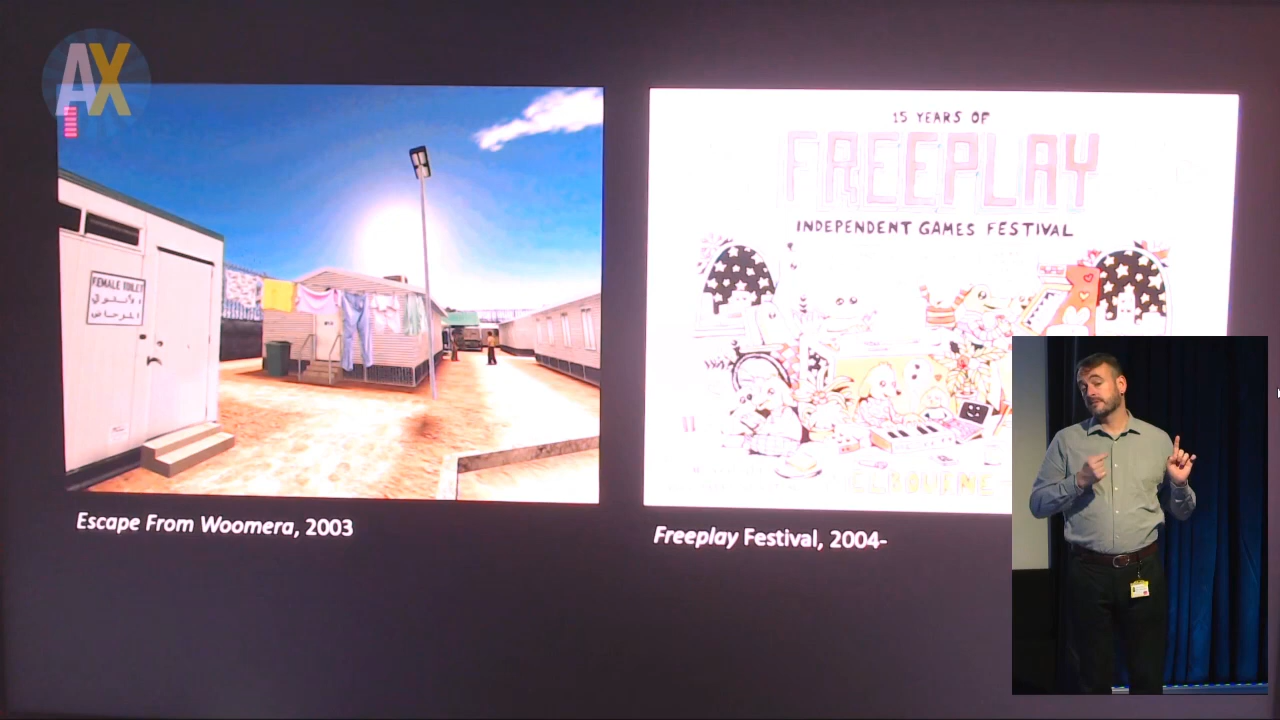 AX
FEMALE TOILET
15 YEARS OF
FREEPLAY
INDEPENDENT GAMES FESTIVAL
Escape From Woomera, 2003
Freeplay Festival, 2004-